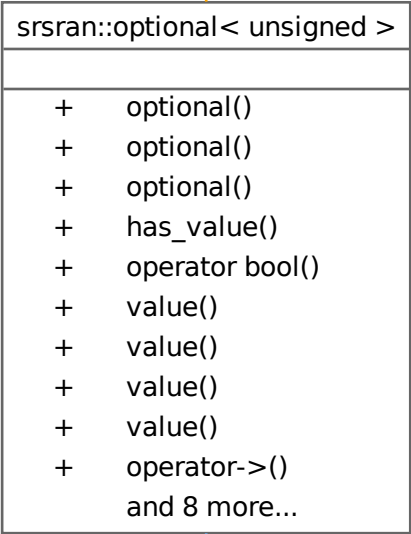 srsran::optional< unsigned >
+ optional()
+ optional()
+ optional()
+ has_value()
+ operator bool()
+ value()
+ value()
+ value()
+ value()
+ operator->()
and 8 more...